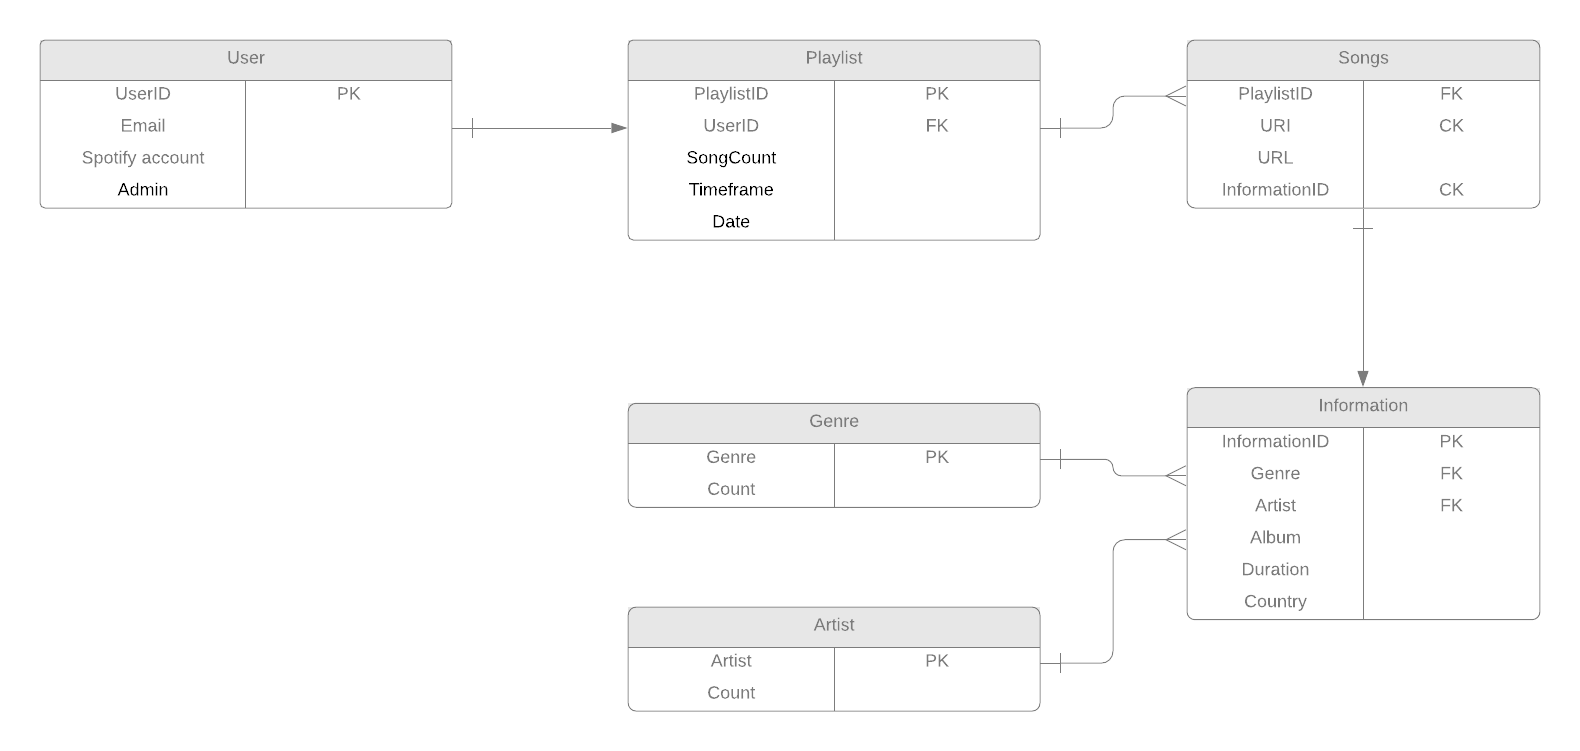 User
UserID PK
Email
Spotify account
Admin
Playlist
PlaylistID PK
UserID FK
SongCount
Timeframe
Date
Songs
PlaylistID FK
URI CK
URL
InformationID CK
Genre
Genre PK
Count
Artist
Artist PK
Count
Information
InformationID PK
Genre FK
Artist FK
Album
Duration
Country